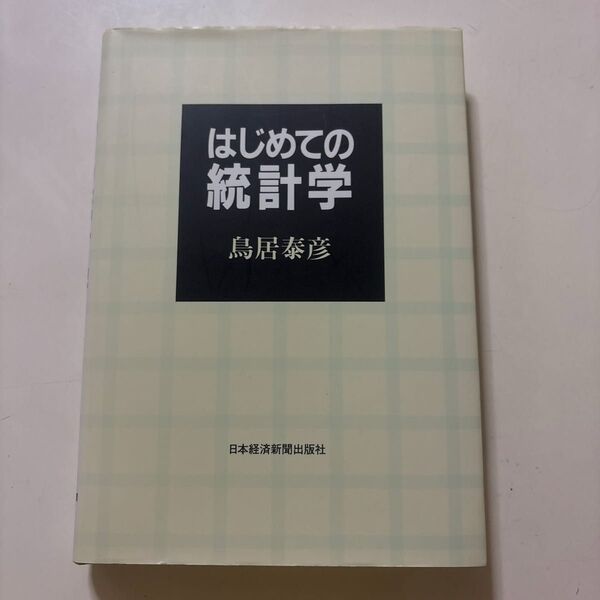 はじめての
統計学
鳥居泰彦
日本経済新聞出版社